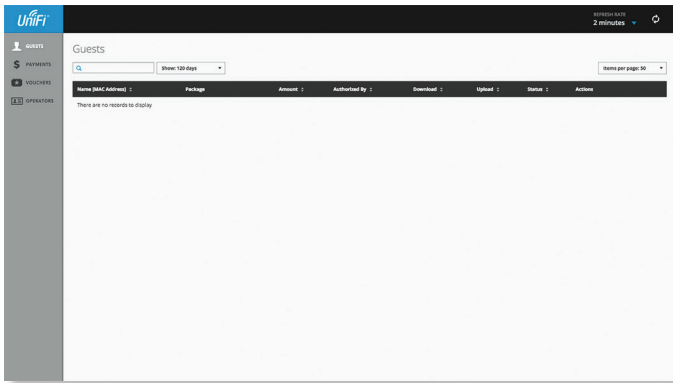 UniFi
REFRESH RATE
2 minutes
GUESTS
PAYMENTS
VOUCHERS
OPERATORS
Guests
Show: 120 days
Items per page: 50
Name (MAC Address) Package Amount Authorized By Download Upload Status Actions
There are no records to display